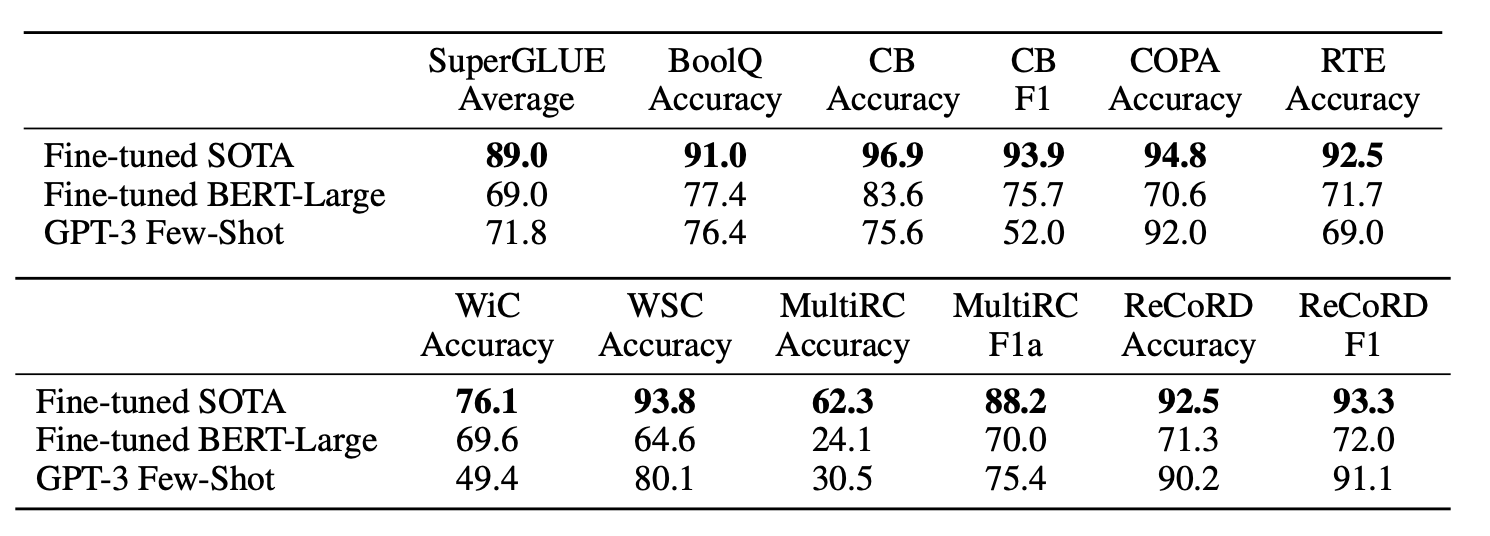 SuperGLUE BoolQ CB CB COPA RTE
Average Accuracy Accuracy F1 Accuracy Accuracy
Fine-tuned SOTA 89.0 91.0 96.9 93.9 94.8 92.5
Fine-tuned BERT-Large 69.0 77.4 83.6 75.7 70.6 71.7
GPT-3 Few-Shot 71.8 76.4 75.6 52.0 92.0 69.0
WiC WSC MultiRC MultiRC ReCoRD ReCoRD
Accuracy Accuracy Accuracy F1a Accuracy F1
Fine-tuned SOTA 76.1 93.8 62.3 88.2 92.5 93.3
Fine-tuned BERT-Large 69.6 64.6 24.1 70.0 71.3 72.0
GPT-3 Few-Shot 49.4 80.1 30.5 75.4 90.2 91.1